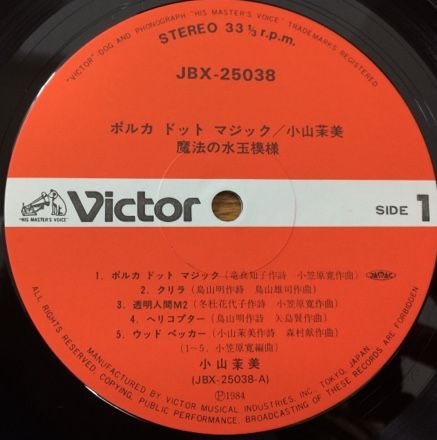 "VICTOR" DOG AND PHONOGRAPH "HIS MASTER'S VOICE" TRADEMARKS REGISTERED
STEREO 33 1/3 r.p.m.
JBX-25038
ポルカ ドット マジック／小山茉美
魔法の水玉模様
"HIS MASTER'S VOICE"
Victor
SIDE 1
1. ポルカ ドット マジック (竜真知子作詩 小笠原寛作曲) JASRAC
2. クリラ (鳥山明作詩 鳥山雄司作曲)
3. 透明人間M2 (冬杜花代子作詩 小笠原寛作曲)
4. ヘリコプター (鳥山明作詩 矢島賢作曲)
5. ウッド ペッカー (小山茉美作詩 森村献作曲)
(1〜5. 小笠原寛編曲)
小山茉美
(JBX-25038-A)
Ⓟ1984
MANUFACTURED BY VICTOR MUSICAL INDUSTRIES, INC. TOKYO, JAPAN.
ALL RIGHTS RESERVED. COPYING, PUBLIC PERFORMANCE, BROADCASTING OF THESE RECORDS ARE FORBIDDEN.